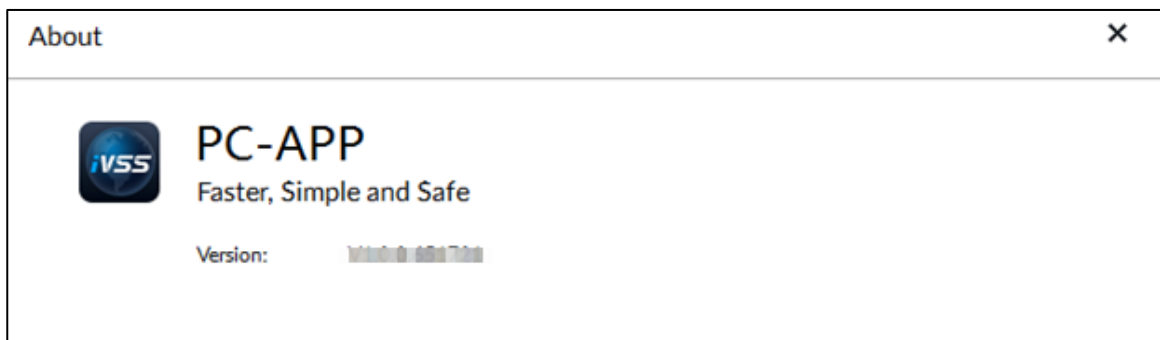 About
iVSS
PC-APP
Faster, Simple and Safe
Version: